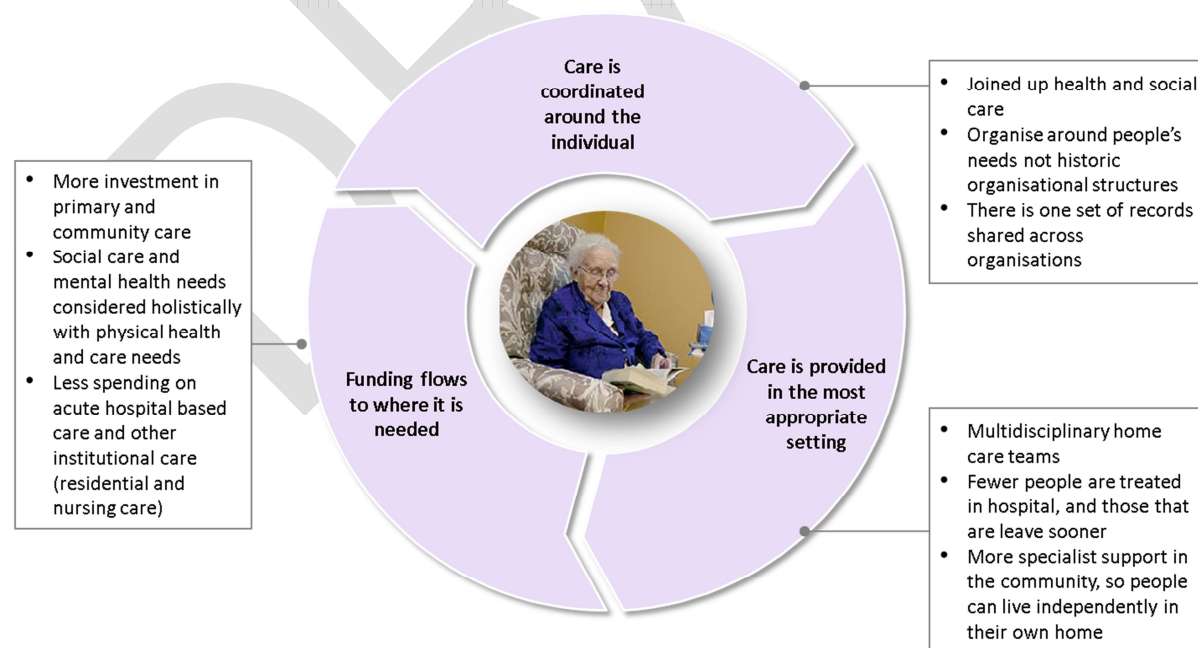 Care is
coordinated
around the
individual
• Joined up health and social
care
• Organise around people's
needs not historic
organisational structures
• There is one set of records
shared across
organisations
• More investment in
primary and
community care
• Social care and
mental health needs
considered holistically
with physical health
and care needs
• Less spending on
acute hospital based
care and other
institutional care
(residential and
nursing care)
Funding flows
to where it is
needed
Care is provided
in the most
appropriate
setting
• Multidisciplinary home
care teams
• Fewer people are treated
in hospital, and those that
are leave sooner
• More specialist support in
the community, so people
can live independently in
their own home